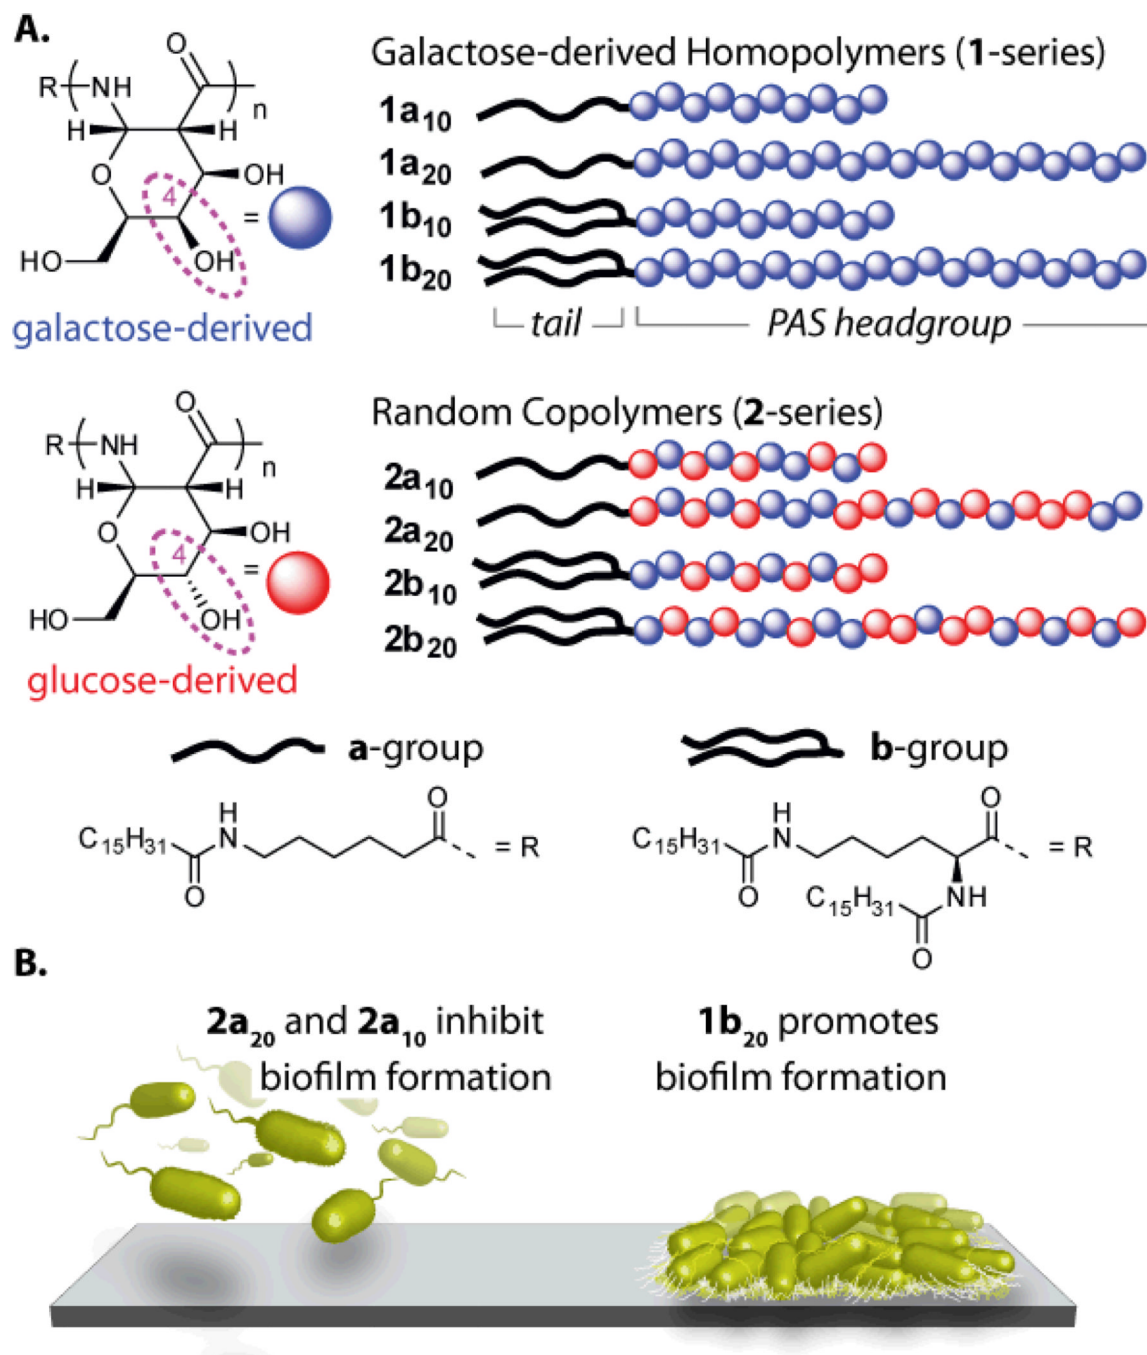 A.
Galactose-derived Homopolymers (1-series)
R
NH
O
n
H
H
O
OH
4
=
HO
OH
galactose-derived
1a10
1a20
1b10
1b20
tail
PAS headgroup
Random Copolymers (2-series)
R
NH
O
n
H
H
O
OH
4
=
HO
OH
glucose-derived
2a10
2a20
2b10
2b20
a-group
C15H31
H
N
O
O
= R
b-group
C15H31
H
N
O
O
= R
C15H31
NH
O
B.
2a20 and 2a10 inhibit
biofilm formation
1b20 promotes
biofilm formation